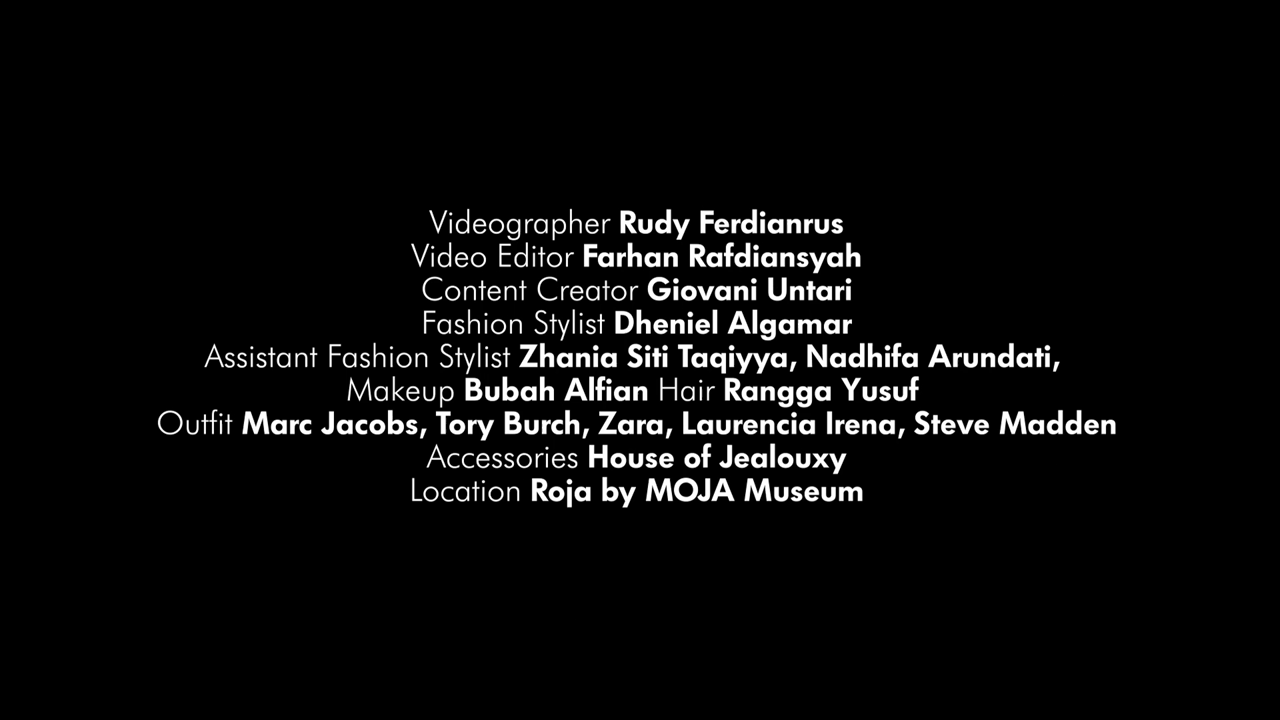 Videographer Rudy Ferdianrus
Video Editor Farhan Rafdiansyah
Content Creator Giovani Untari
Fashion Stylist Dheniel Algamar
Assistant Fashion Stylist Zhania Siti Taqiyya, Nadhifa Arundati,
Makeup Bubah Alfian Hair Rangga Yusuf
Outfit Marc Jacobs, Tory Burch, Zara, Laurencia Irena, Steve Madden
Accessories House of Jealouxy
Location Roja by MOJA Museum